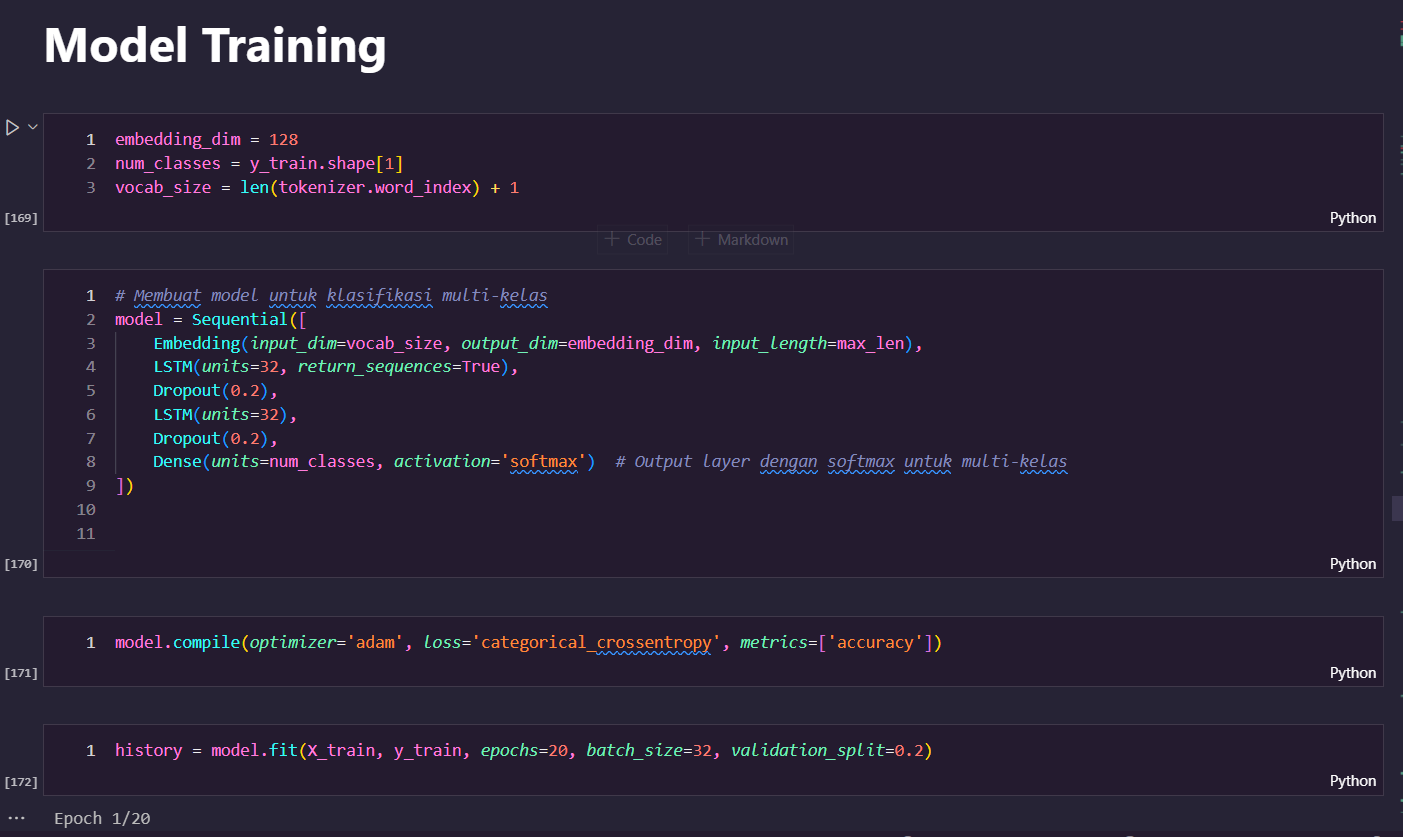 Model Training
1 embedding_dim = 128
2 num_classes = y_train.shape[1]
3 vocab_size = len(tokenizer.word_index) + 1
[169]
Python
+ Code + Markdown
1 # Membuat model untuk klasifikasi multi-kelas
2 model = Sequential([
3     Embedding(input_dim=vocab_size, output_dim=embedding_dim, input_length=max_len),
4     LSTM(units=32, return_sequences=True),
5     Dropout(0.2),
6     LSTM(units=32),
7     Dropout(0.2),
8     Dense(units=num_classes, activation='softmax')  # Output layer dengan softmax untuk multi-kelas
9 ])
10
11
[170]
Python
1 model.compile(optimizer='adam', loss='categorical_crossentropy', metrics=['accuracy'])
[171]
Python
1 history = model.fit(X_train, y_train, epochs=20, batch_size=32, validation_split=0.2)
[172]
Python
... Epoch 1/20